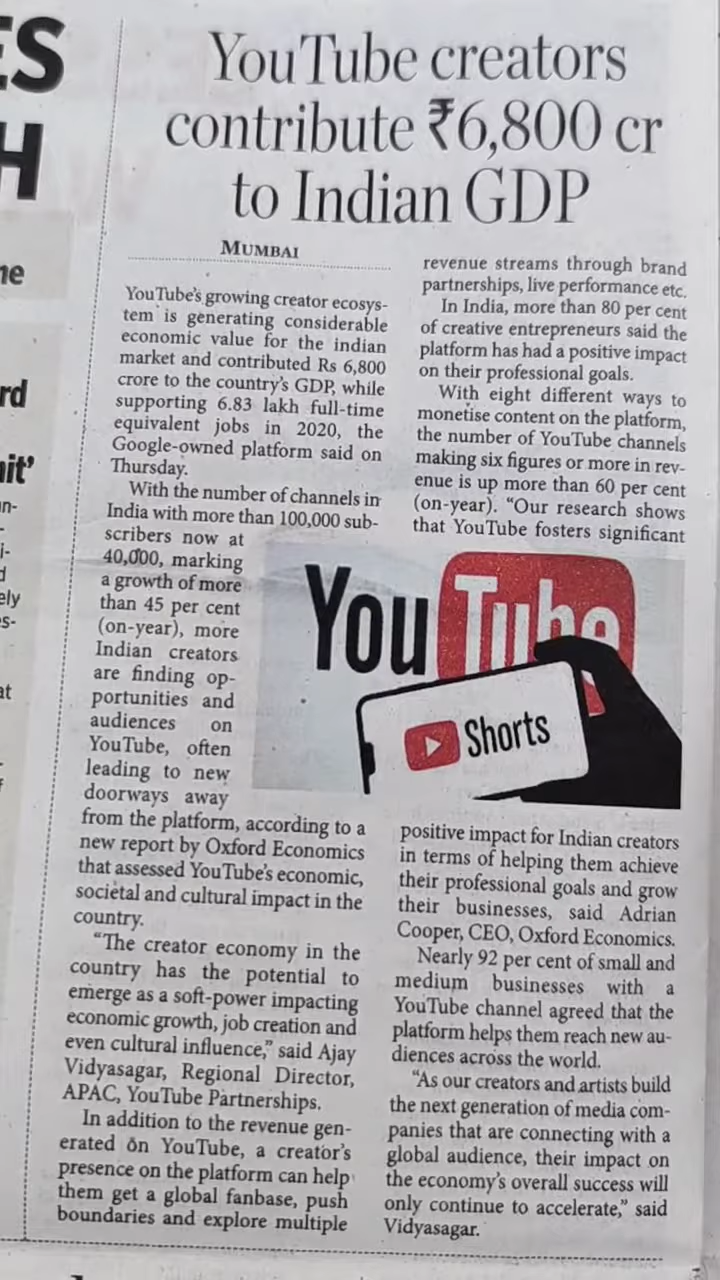 ES
H
ne
rd
nit’
n-
-
i-
d
ely
s-
at
-
f
YouTube creators
contribute ₹6,800 cr
to Indian GDP
MUMBAI
YouTube’s growing creator ecosys-
tem is generating considerable
economic value for the indian
market and contributed Rs 6,800
crore to the country’s GDP, while
supporting 6.83 lakh full-time
equivalent jobs in 2020, the
Google-owned platform said on
Thursday.
With the number of channels in
India with more than 100,000 sub-
scribers now at
40,000, marking
a growth of more
than 45 per cent
(on-year), more
Indian creators
are finding op-
portunities and
audiences on
YouTube, often
leading to new
doorways away
from the platform, according to a
new report by Oxford Economics
that assessed YouTube’s economic,
societal and cultural impact in the
country.
“The creator economy in the
country has the potential to
emerge as a soft-power impacting
economic growth, job creation and
even cultural influence,” said Ajay
Vidyasagar, Regional Director,
APAC, YouTube Partnerships.
In addition to the revenue gen-
erated on YouTube, a creator’s
presence on the platform can help
them get a global fanbase, push
boundaries and explore multiple
revenue streams through brand
partnerships, live performance etc.
In India, more than 80 per cent
of creative entrepreneurs said the
platform has had a positive impact
on their professional goals.
With eight different ways to
monetise content on the platform,
the number of YouTube channels
making six figures or more in rev-
enue is up more than 60 per cent
(on-year). “Our research shows
that YouTube fosters significant
YouTube
Shorts
positive impact for Indian creators
in terms of helping them achieve
their professional goals and grow
their businesses, said Adrian
Cooper, CEO, Oxford Economics.
Nearly 92 per cent of small and
medium businesses with a
YouTube channel agreed that the
platform helps them reach new au-
diences across the world.
“As our creators and artists build
the next generation of media com-
panies that are connecting with a
global audience, their impact on
the economy’s overall success will
only continue to accelerate,” said
Vidyasagar.